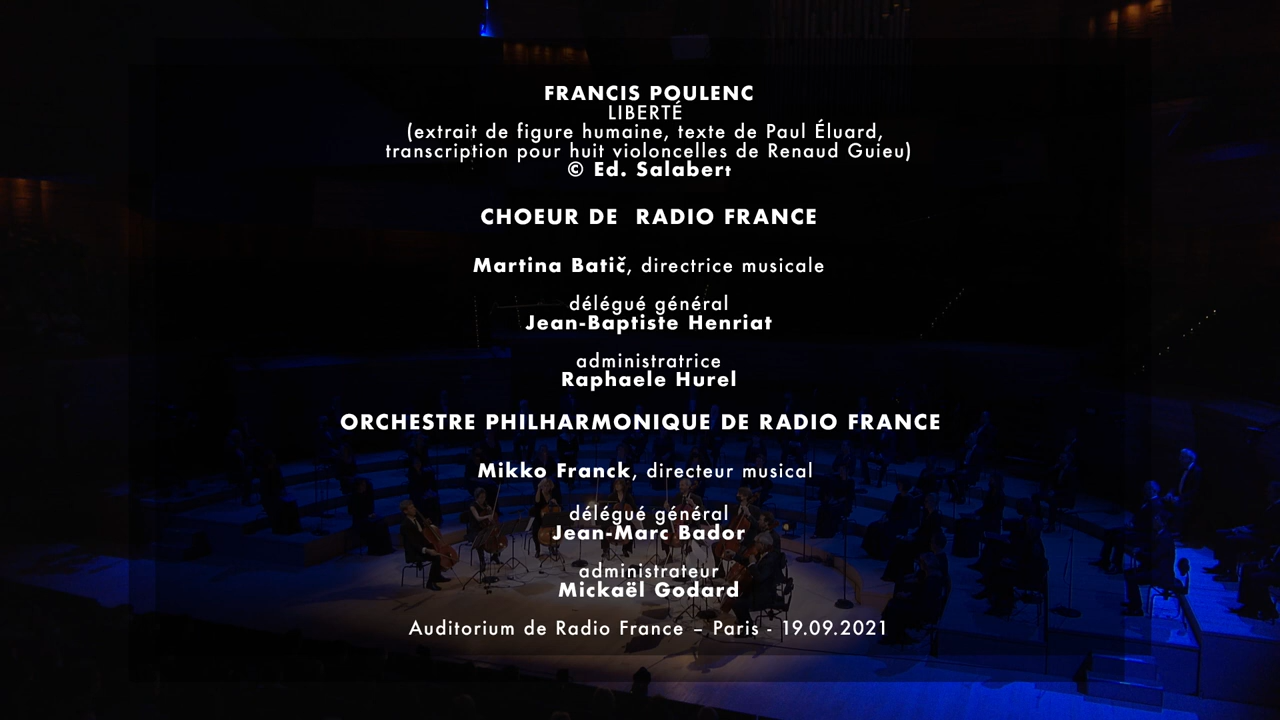 FRANCIS POULENC
LIBERTÉ
(extrait de figure humaine, texte de Paul Éluard,
transcription pour huit violoncelles de Renaud Guieu)
© Ed. Salabert
CHOEUR DE RADIO FRANCE
Martina Batič, directrice musicale
délégué général
Jean-Baptiste Henriat
administratrice
Raphaele Hurel
ORCHESTRE PHILHARMONIQUE DE RADIO FRANCE
Mikko Franck, directeur musical
délégué général
Jean-Marc Bador
administrateur
Mickaël Godard
Auditorium de Radio France – Paris - 19.09.2021